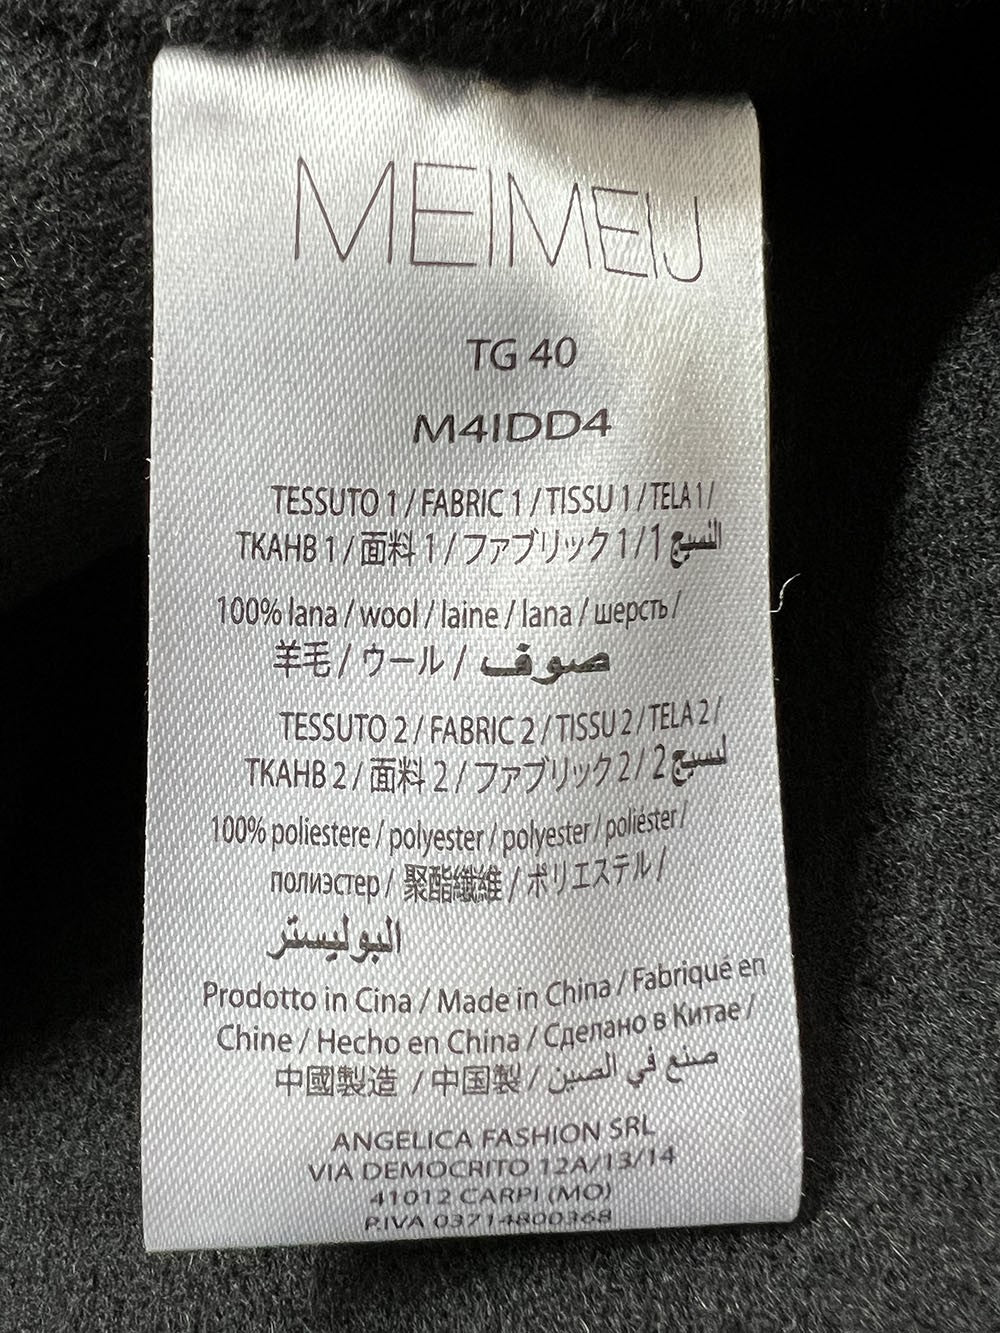 MEIMEIJ
TG 40
M4IDD4
TESSUTO 1 / FABRIC 1 / TISSU 1 / TELA 1 /
TKAHB 1 / 面料 1 / ファブリック 1 / 1 النسيج
100% lana / wool / laine / lana / шерсть /
羊毛 / ウール / صوف
TESSUTO 2 / FABRIC 2 / TISSU 2 / TELA 2 /
TKAHB 2 / 面料 2 / ファブリック 2 / 2 لسيج
100% poliestere / polyester / polyester / poliéster /
полиэстер / 聚酯纖維 / ポリエステル /
البوليستر
Prodotto in Cina / Made in China / Fabriqué en
Chine / Hecho en China / Сделано в Китае /
中國製造 / 中国製 / صنع في الصين
ANGELICA FASHION SRL
VIA DEMOCRITO 12A/13/14
41012 CARPI (MO)
P.IVA 03714800368